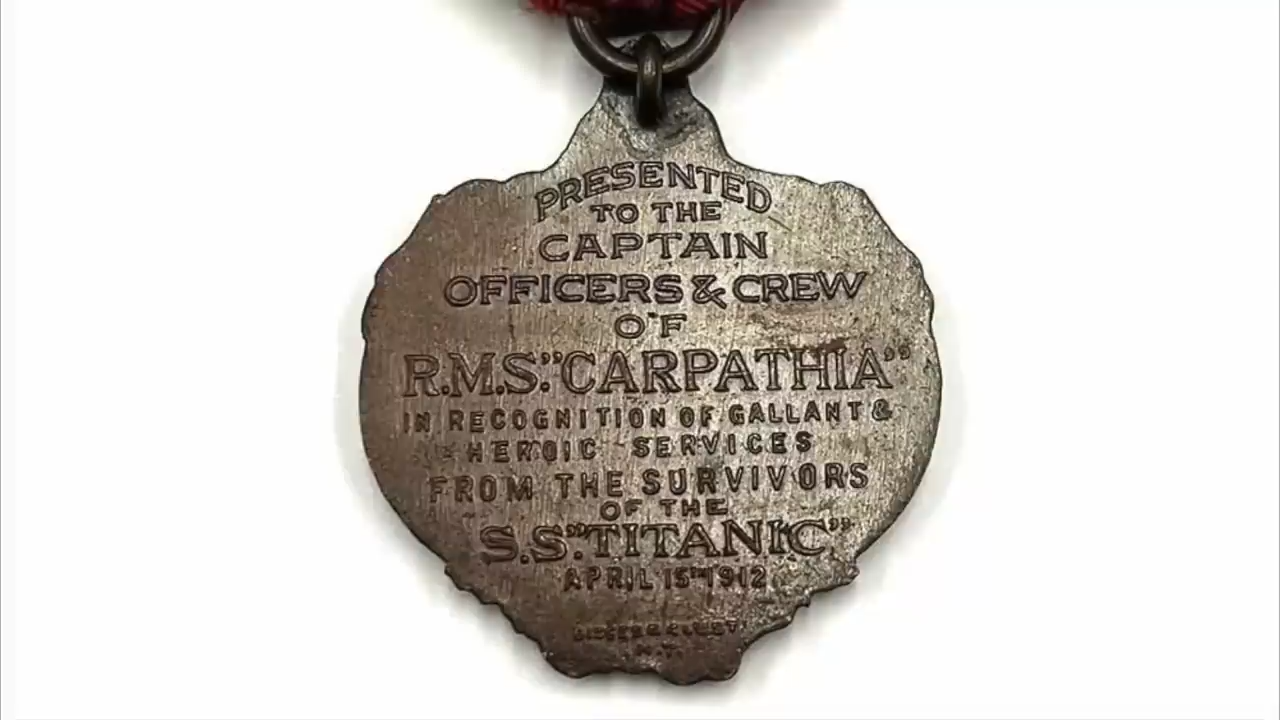 PRESENTED
TO THE
CAPTAIN
OFFICERS & CREW
OF
R.M.S. "CARPATHIA"
IN RECOGNITION OF GALLANT &
HEROIC SERVICES
FROM THE SURVIVORS
OF THE
S.S. "TITANIC"
APRIL 15TH 1912
N.Y.